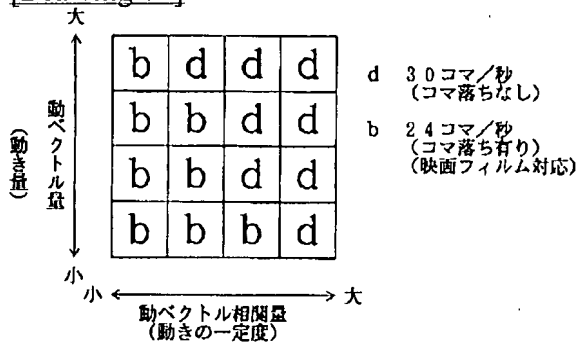 大
b d d d
b b d d
b b d d
b b b d
小
動ベクトル量
(動き量)
小 大
動ベクトル相関量
(動きの一定度)
d 30コマ/秒
(コマ落ちなし)
b 24コマ/秒
(コマ落ち有り)
(映画フィルム対応)